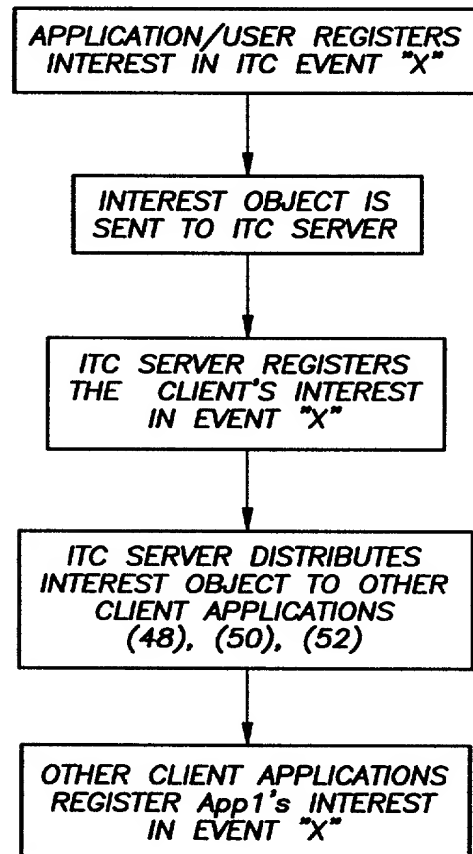 APPLICATION/USER REGISTERS
INTEREST IN ITC EVENT "X"
INTEREST OBJECT IS
SENT TO ITC SERVER
ITC SERVER REGISTERS
THE CLIENT'S INTEREST
IN EVENT "X"
ITC SERVER DISTRIBUTES
INTEREST OBJECT TO OTHER
CLIENT APPLICATIONS
(48), (50), (52)
OTHER CLIENT APPLICATIONS
REGISTER App1's INTEREST
IN EVENT "X"